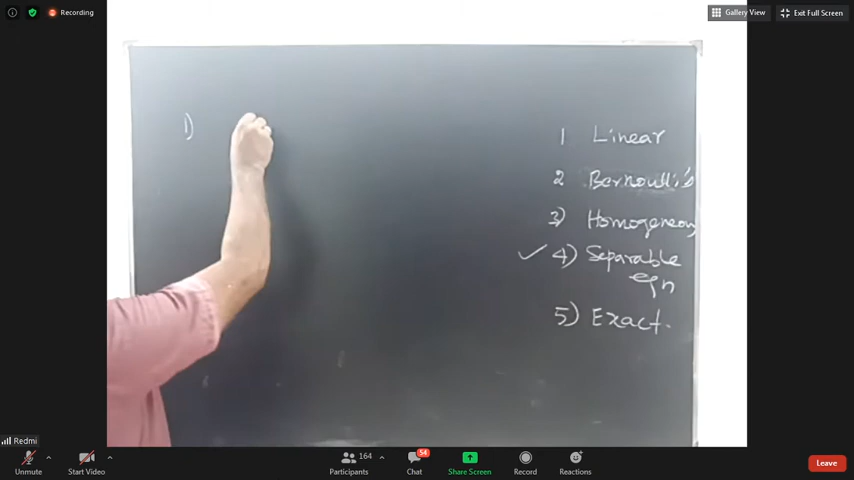 Recording
Gallery View
Exit Full Screen
1)
1 Linear
2 Bernoulli's
3) Homogeneous
4) Separable
eqn
5) Exact.
Redmi
Unmute
Start Video
164
Participants
54
Chat
Share Screen
Record
Reactions
Leave